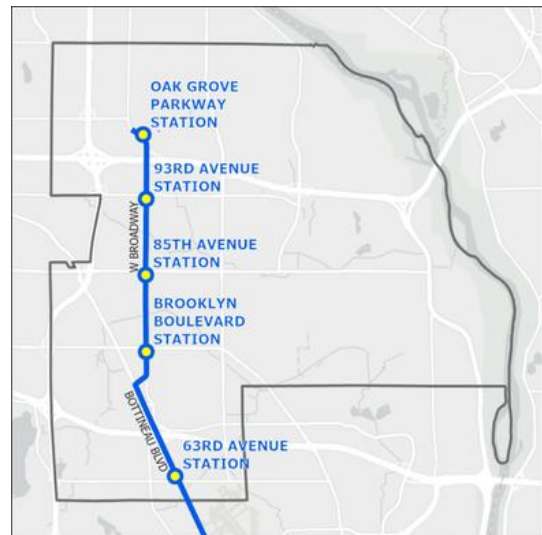 OAK GROVE
PARKWAY
STATION
93RD AVENUE
STATION
W BROADWAY
85TH AVENUE
STATION
BROOKLYN
BOULEVARD
STATION
BOTTINEAU BLVD
63RD AVENUE
STATION